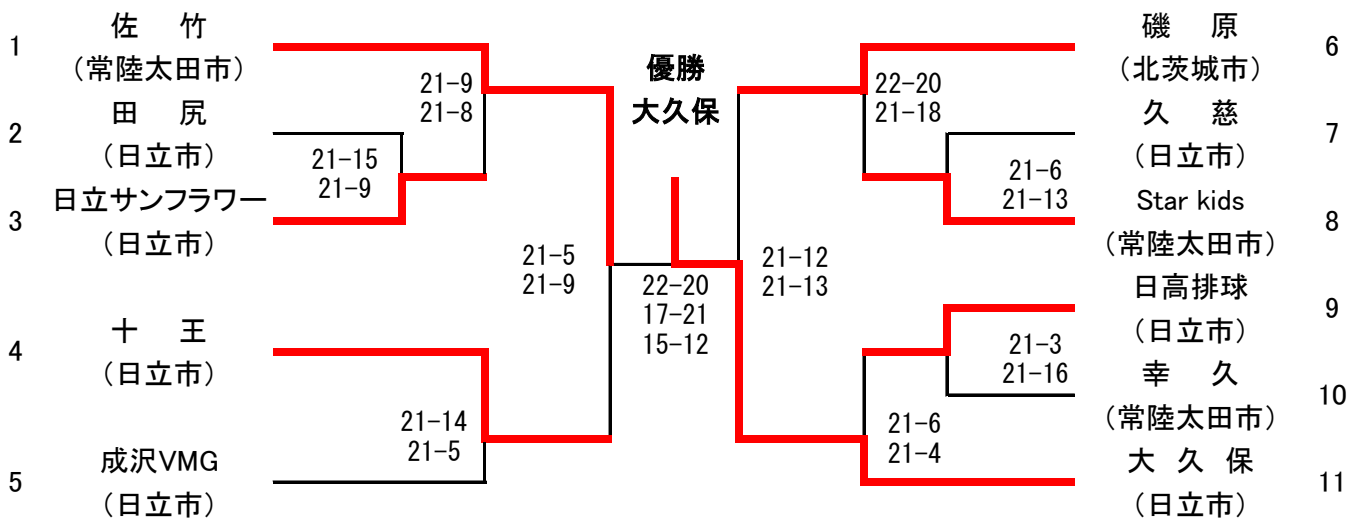 佐 竹
1
(常陸太田市)
田 尻
2
(日立市)
日立サンフラワー
3
(日立市)
十 王
4
(日立市)
成沢VMG
5
(日立市)
21-9
21-8
21-15
21-9
21-14
21-5
21-5
21-9
優勝
大久保
22-20
17-21
15-12
21-12
21-13
22-20
21-18
21-6
21-13
21-3
21-16
21-6
21-4
磯 原
6
(北茨城市)
久 慈
7
(日立市)
Star kids
8
(常陸太田市)
日高排球
9
(日立市)
幸 久
10
(常陸太田市)
大 久 保
11
(日立市)